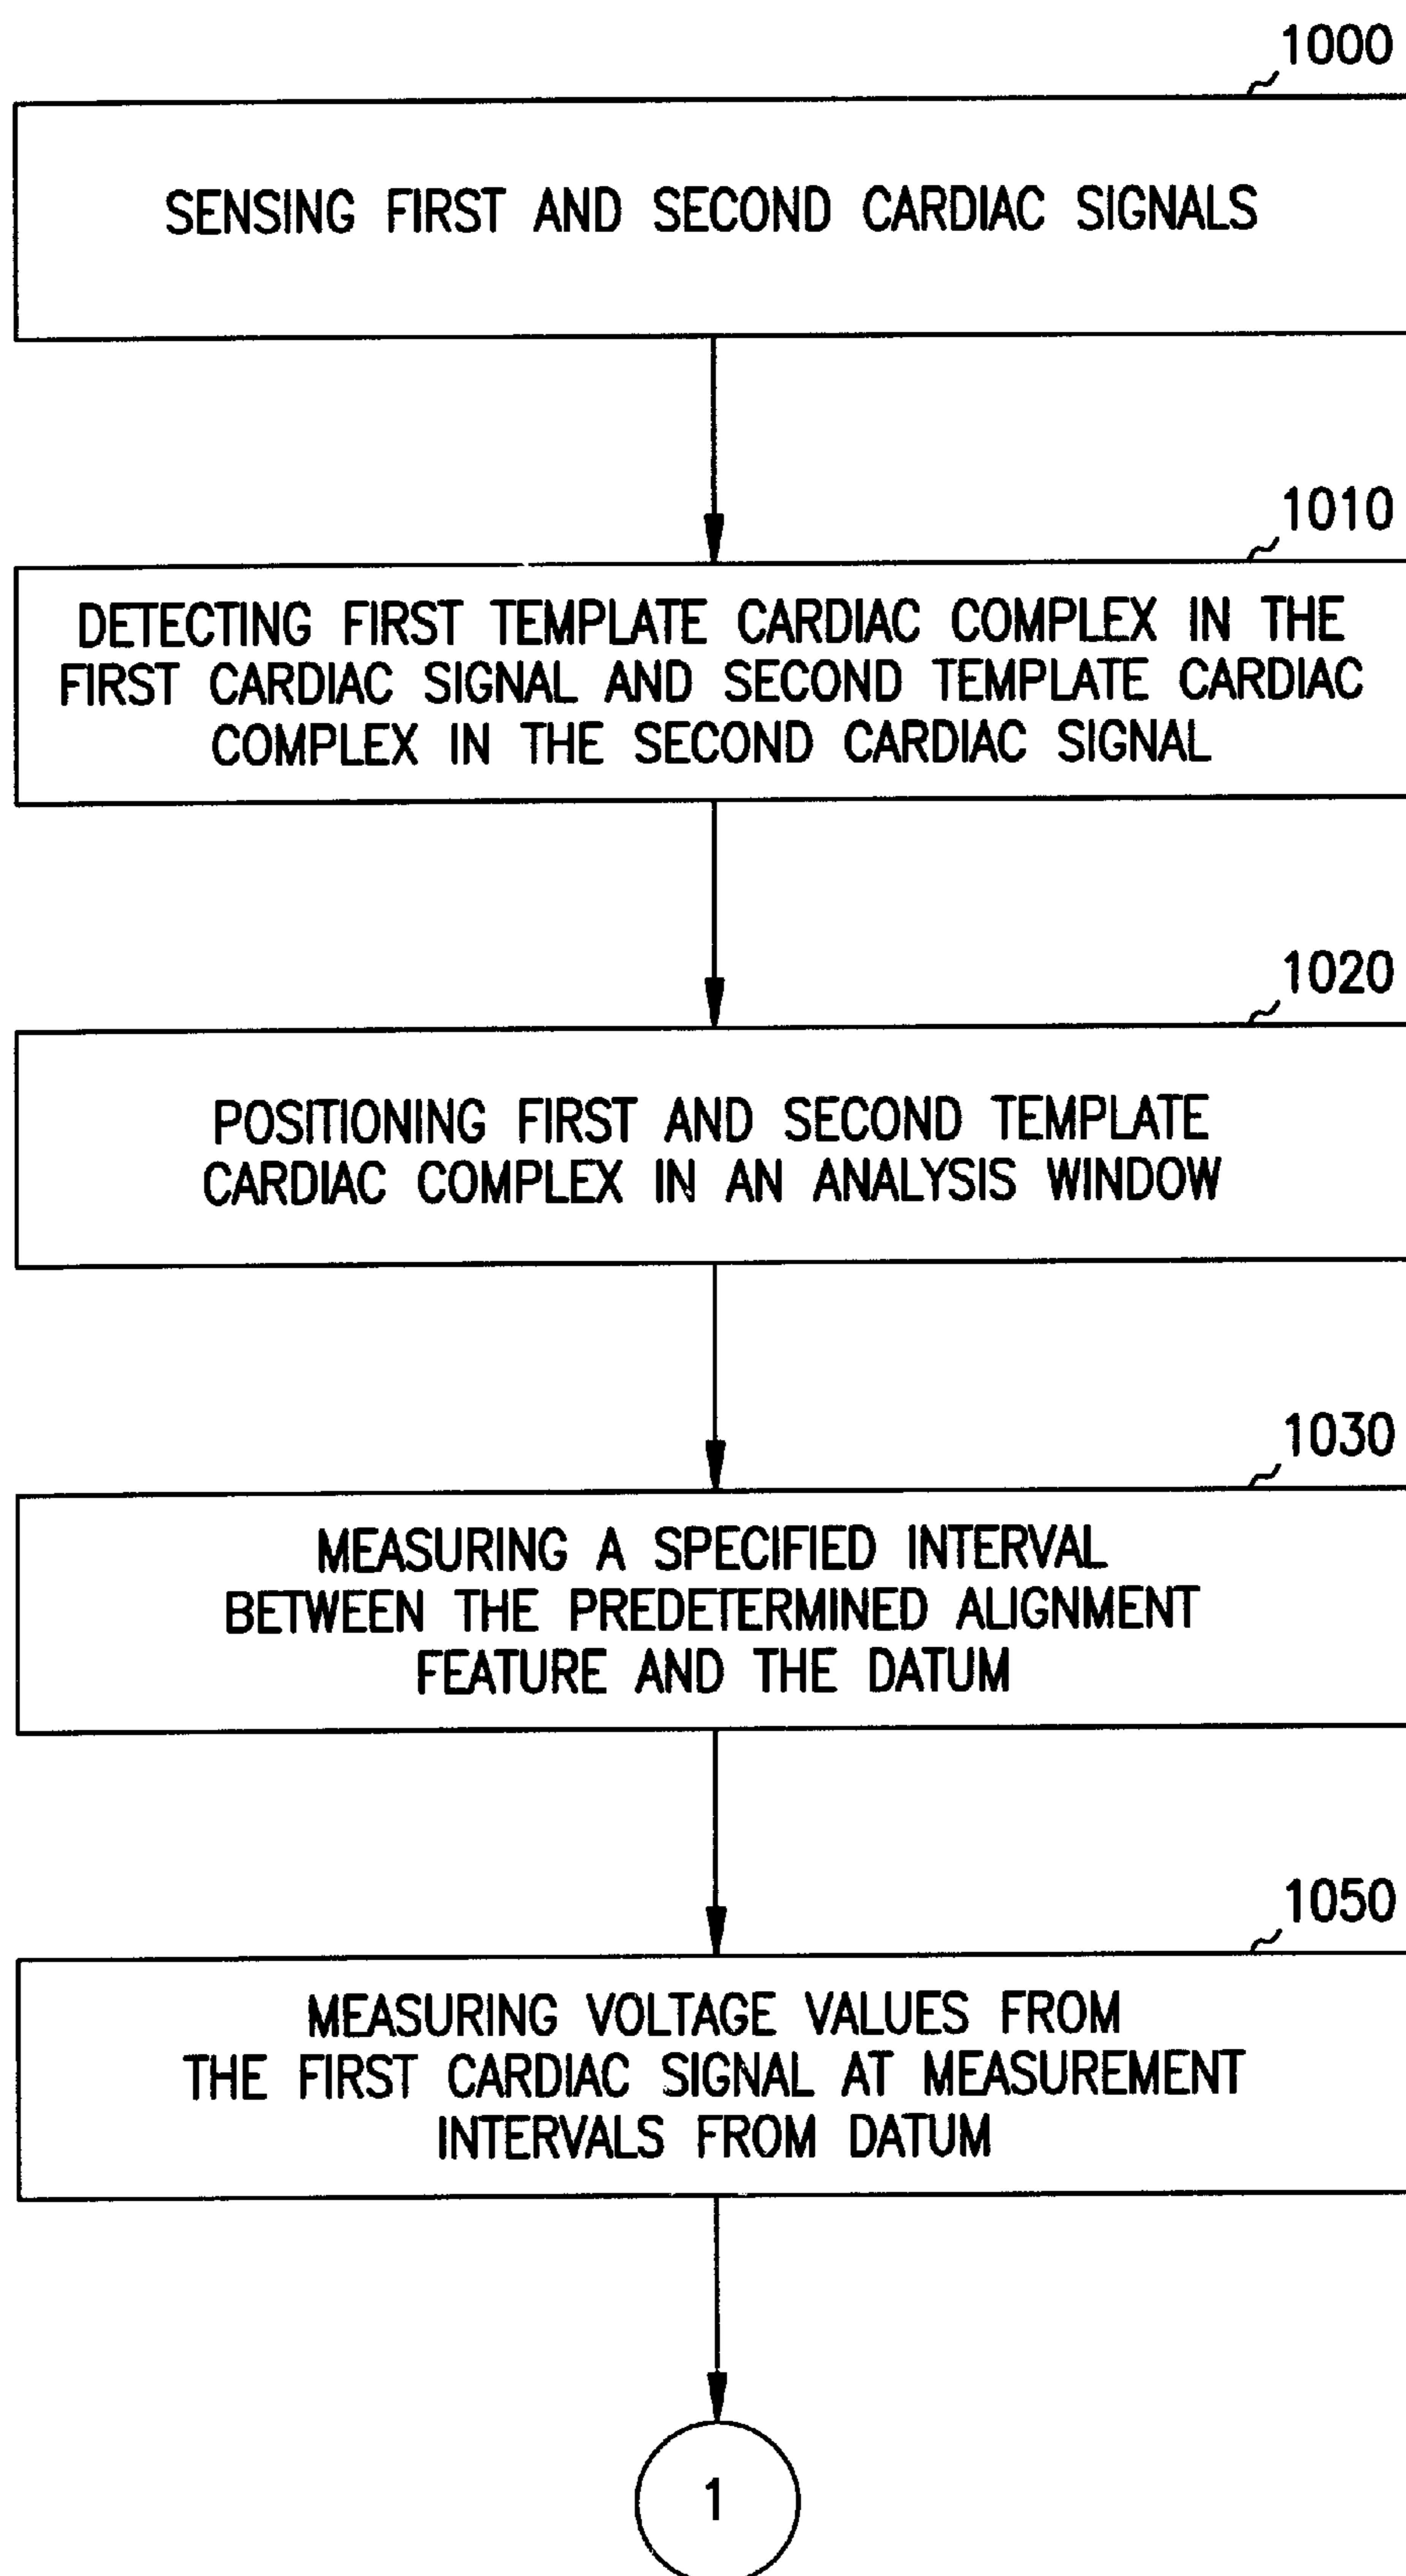 1000
SENSING FIRST AND SECOND CARDIAC SIGNALS
1010
DETECTING FIRST TEMPLATE CARDIAC COMPLEX IN THE
FIRST CARDIAC SIGNAL AND SECOND TEMPLATE CARDIAC
COMPLEX IN THE SECOND CARDIAC SIGNAL
1020
POSITIONING FIRST AND SECOND TEMPLATE
CARDIAC COMPLEX IN AN ANALYSIS WINDOW
1030
MEASURING A SPECIFIED INTERVAL
BETWEEN THE PREDETERMINED ALIGNMENT
FEATURE AND THE DATUM
1050
MEASURING VOLTAGE VALUES FROM
THE FIRST CARDIAC SIGNAL AT MEASUREMENT
INTERVALS FROM DATUM
1